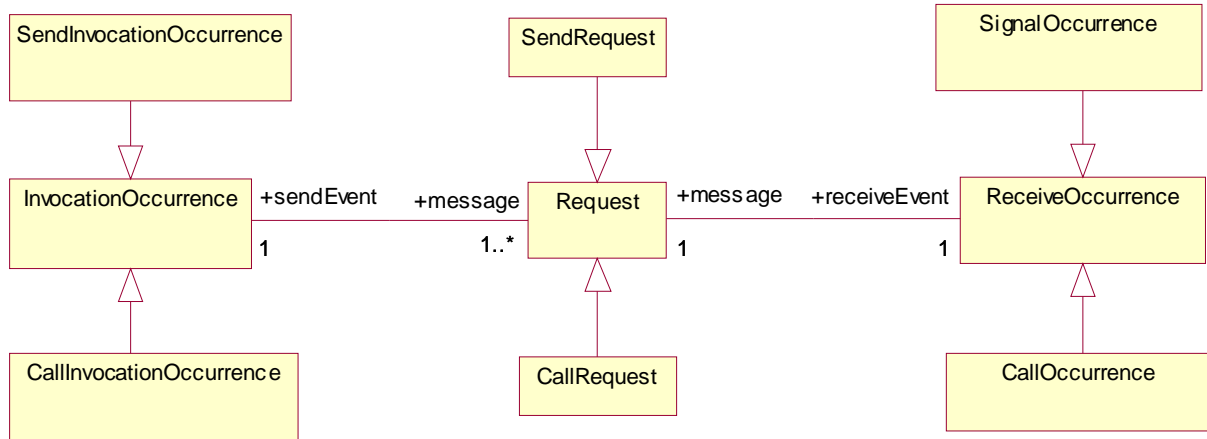 SendInvocationOccurrence
SendRequest
SignalOccurrence
InvocationOccurrence
+sendEvent
+message
Request
+message
+receiveEvent
ReceiveOccurrence
1
1..*
1
1
CallInvocationOccurrence
CallRequest
CallOccurrence